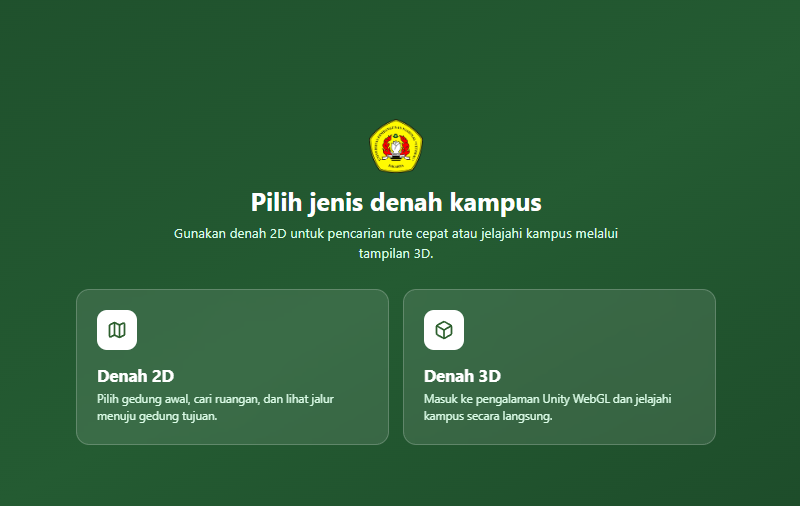 Pilih jenis denah kampus
Gunakan denah 2D untuk pencarian rute cepat atau jelajahi kampus melalui
tampilan 3D.
Denah 2D
Pilih gedung awal, cari ruangan, dan lihat jalur
menuju gedung tujuan.
Denah 3D
Masuk ke pengalaman Unity WebGL dan jelajahi
kampus secara langsung.